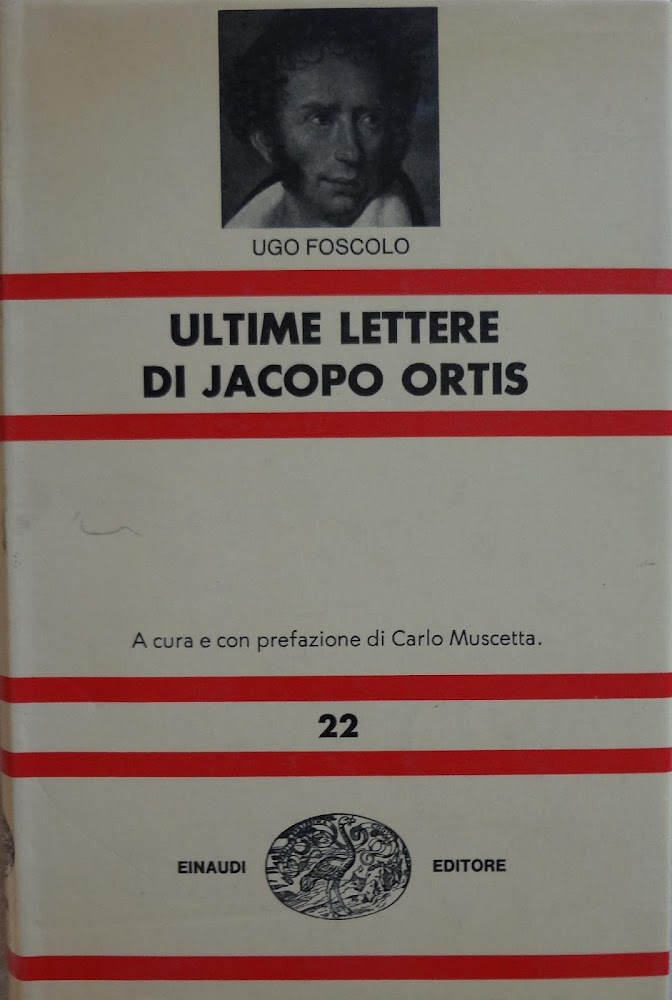 UGO FOSCOLO
ULTIME LETTERE
DI JACOPO ORTIS
A cura e con prefazione di Carlo Muscetta.
22
EINAUDI EDITORE